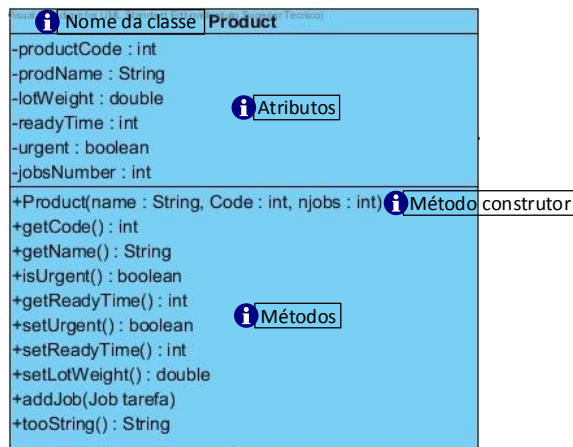 Nome da classe Product
-productCode : int
-prodName : String
-lotWeight : double
Atributos
-readyTime : int
-urgent : boolean
-jobsNumber : int
+Product(name : String, Code : int, njobs : int) Método construtor
+getCode() : int
+getName() : String
+isUrgent() : boolean
+getReadyTime() : int
+setUrgent() : boolean
Métodos
+setReadyTime() : int
+setLotWeight() : double
+addJob(Job tarefa)
+tooString() : String